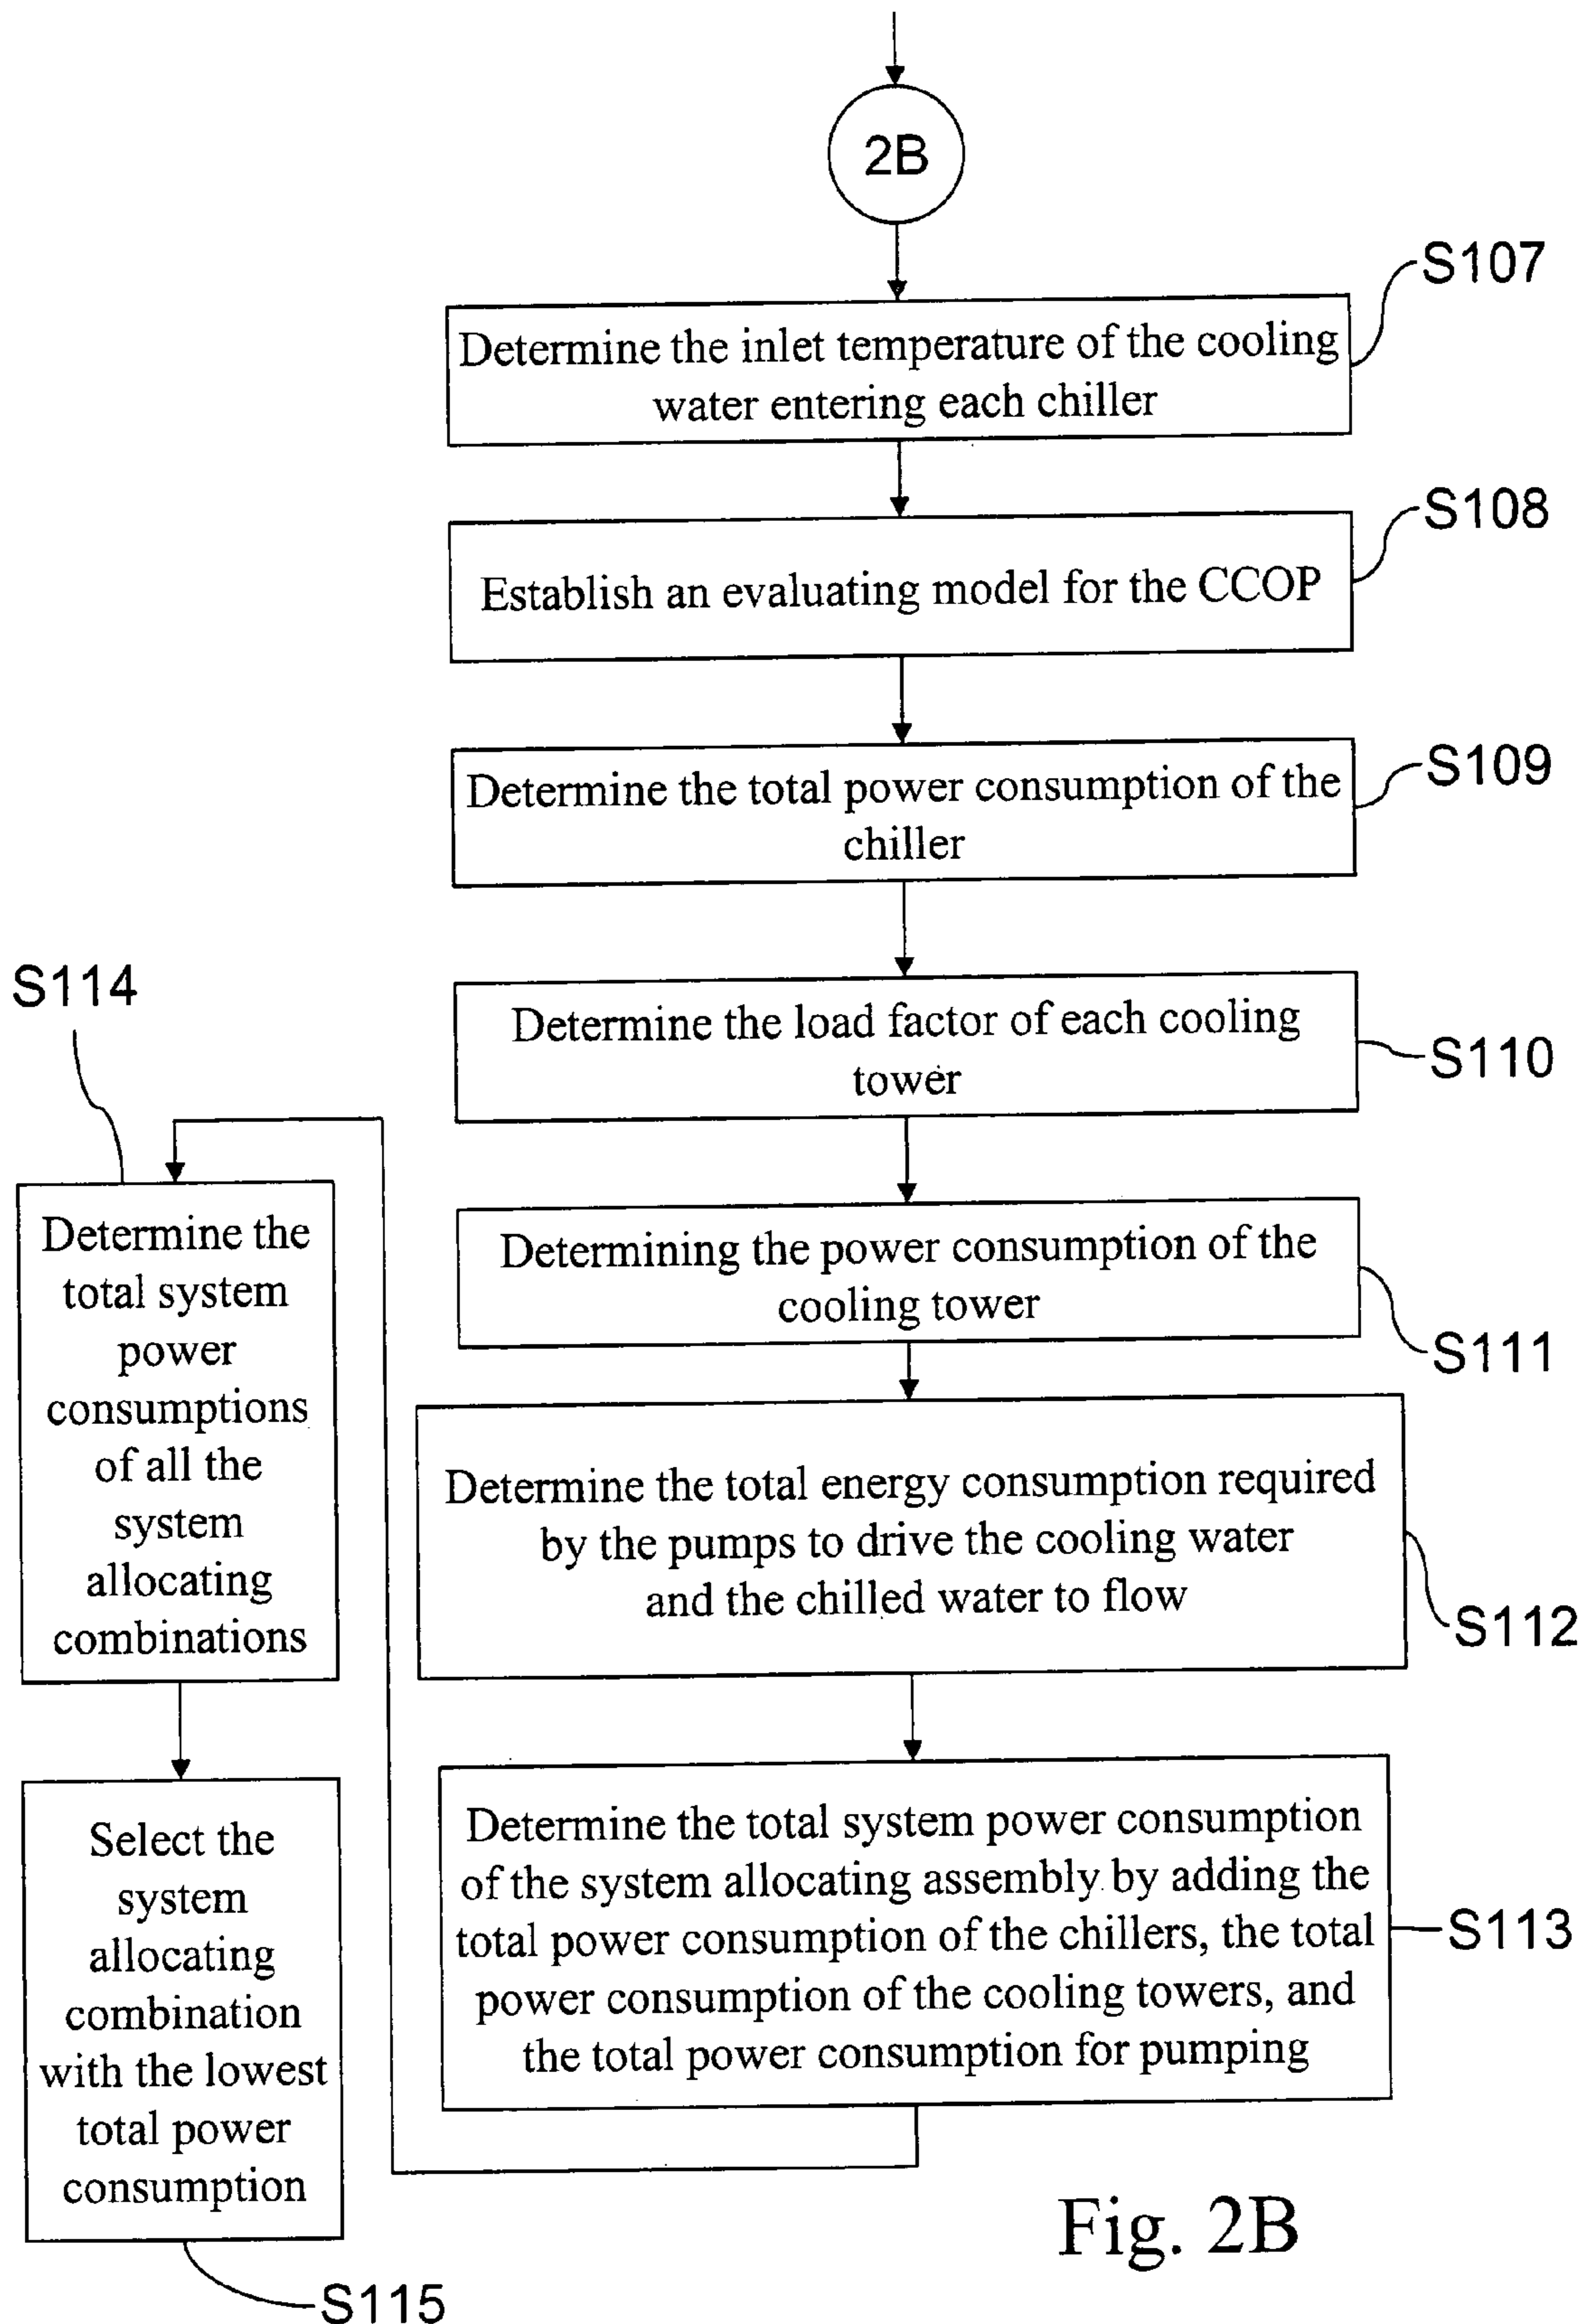 2B
S107
Determine the inlet temperature of the cooling
water entering each chiller
S108
Establish an evaluating model for the CCOP
S109
Determine the total power consumption of the
chiller
S110
Determine the load factor of each cooling
tower
S111
Determining the power consumption of the
cooling tower
S112
Determine the total energy consumption required
by the pumps to drive the cooling water
and the chilled water to flow
S113
Determine the total system power consumption
of the system allocating assembly by adding the
total power consumption of the chillers, the total
power consumption of the cooling towers, and
the total power consumption for pumping
S114
Determine the
total system
power
consumptions
of all the
system
allocating
combinations
Select the
system
allocating
combination
with the lowest
total power
consumption
S115
Fig. 2B